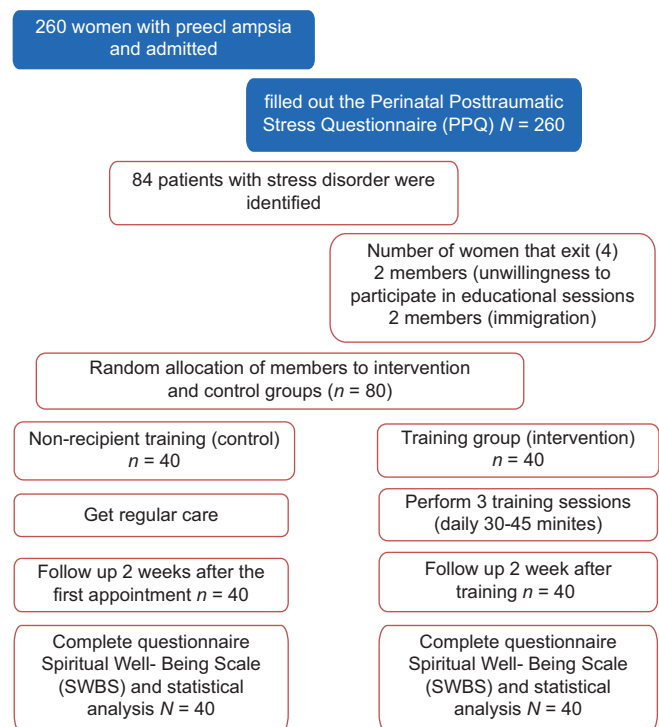 260 women with preecl ampsia
and admitted
filled out the Perinatal Posttraumatic
Stress Questionnaire (PPQ) N = 260
84 patients with stress disorder were
identified
Number of women that exit (4)
2 members (unwillingness to
participate in educational sessions
2 members (immigration)
Random allocation of members to intervention
and control groups (n = 80)
Non-recipient training (control)
n = 40
Training group (intervention)
n = 40
Get regular care
Perform 3 training sessions
(daily 30-45 minites)
Follow up 2 weeks after the
first appointment n = 40
Follow up 2 week after
training n = 40
Complete questionnaire
Spiritual Well- Being Scale
(SWBS) and statistical
analysis N = 40
Complete questionnaire
Spiritual Well- Being Scale
(SWBS) and statistical
analysis N = 40